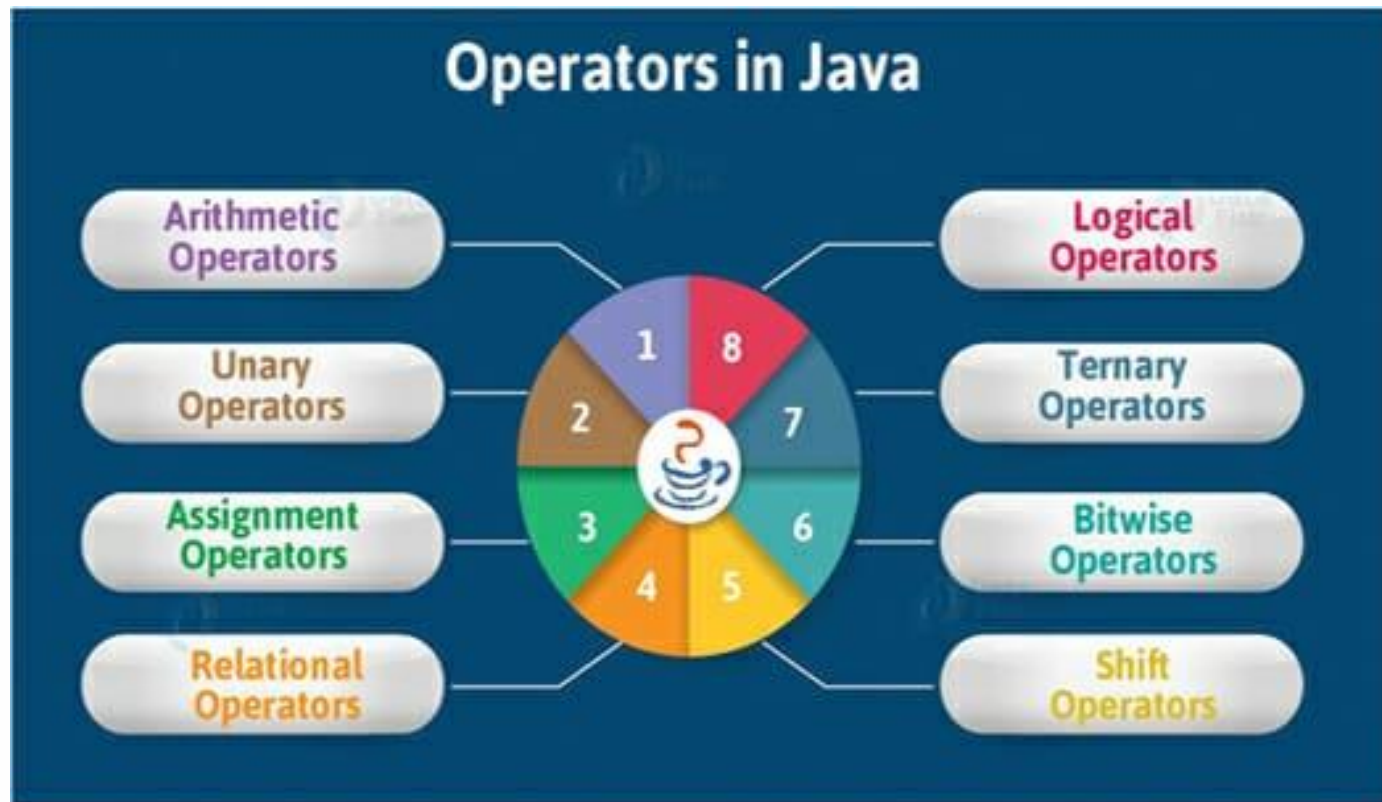 Operators in Java
Arithmetic
Operators
Unary
Operators
Assignment
Operators
Relational
Operators
1
2
3
4
5
6
7
8
Logical
Operators
Ternary
Operators
Bitwise
Operators
Shift
Operators